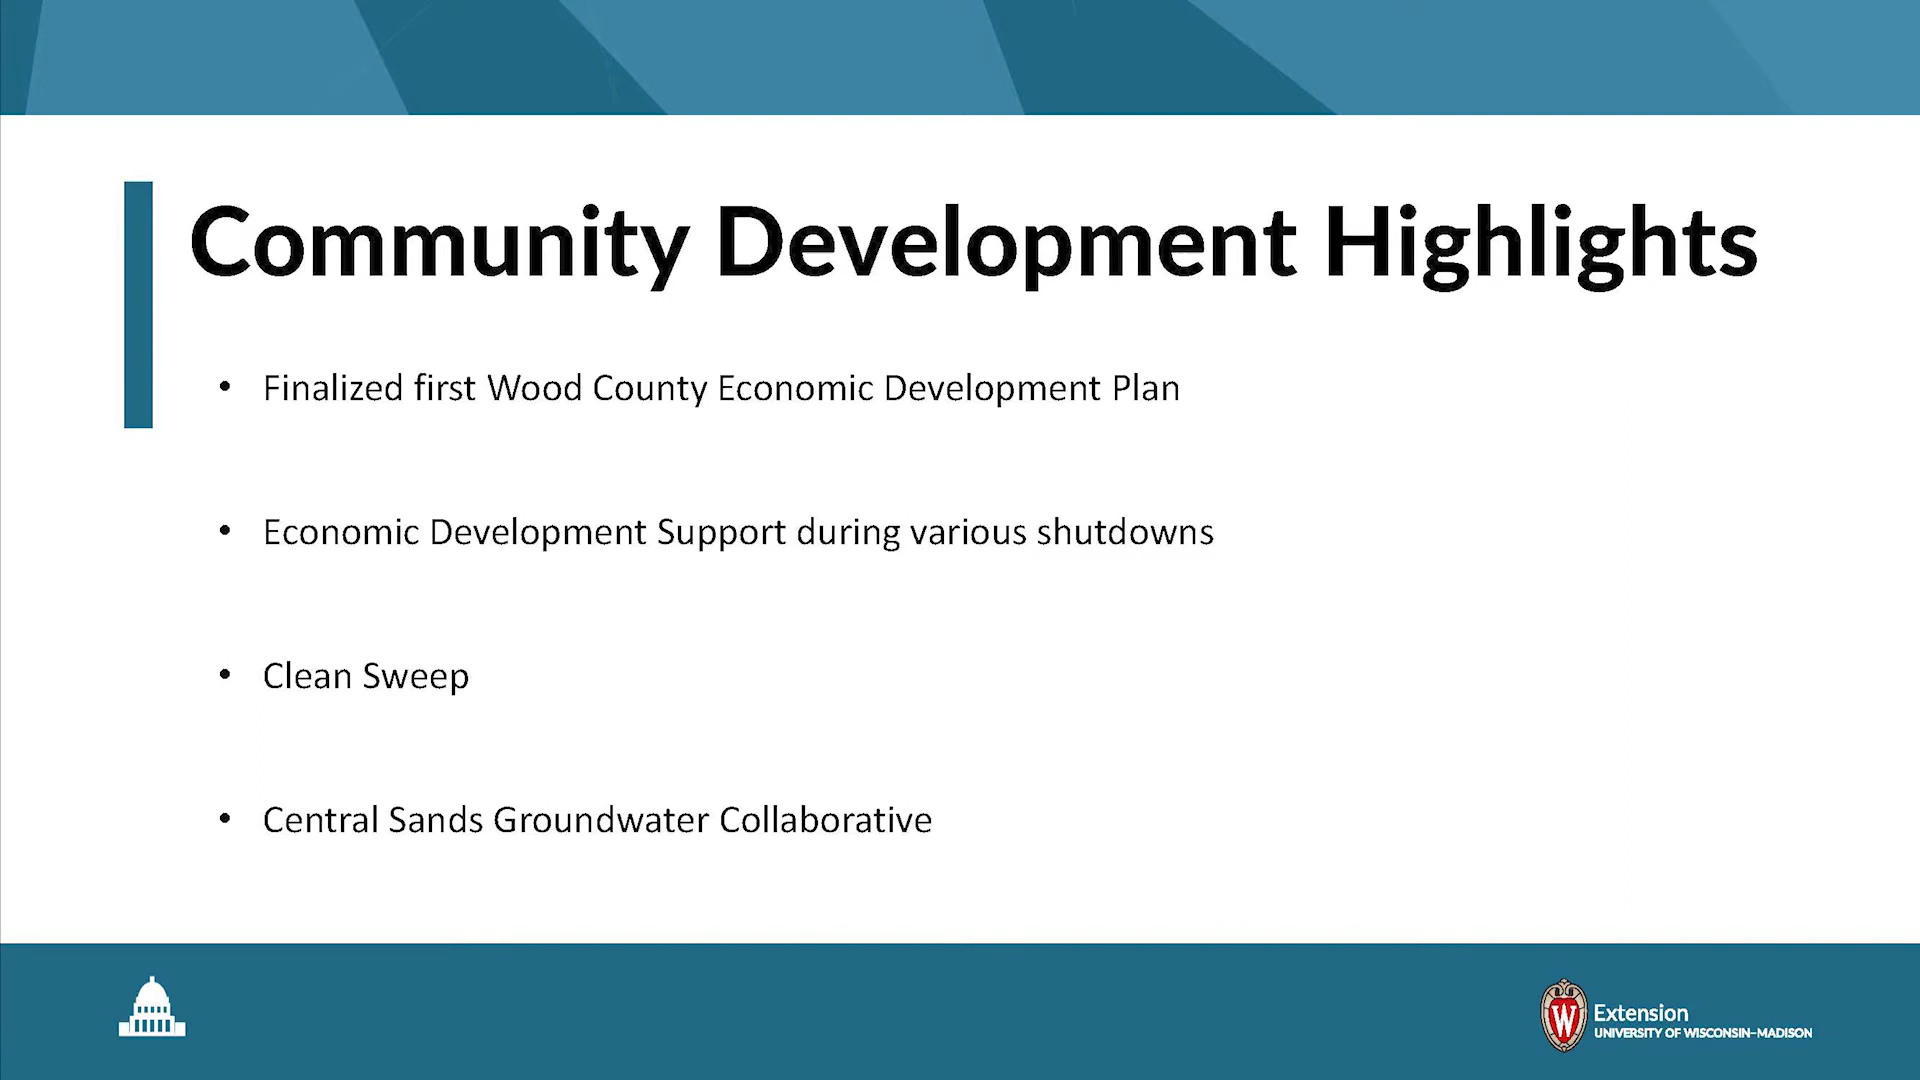 Community Development Highlights
• Finalized first Wood County Economic Development Plan
• Economic Development Support during various shutdowns
• Clean Sweep
• Central Sands Groundwater Collaborative
W
Extension
UNIVERSITY OF WISCONSIN–MADISON